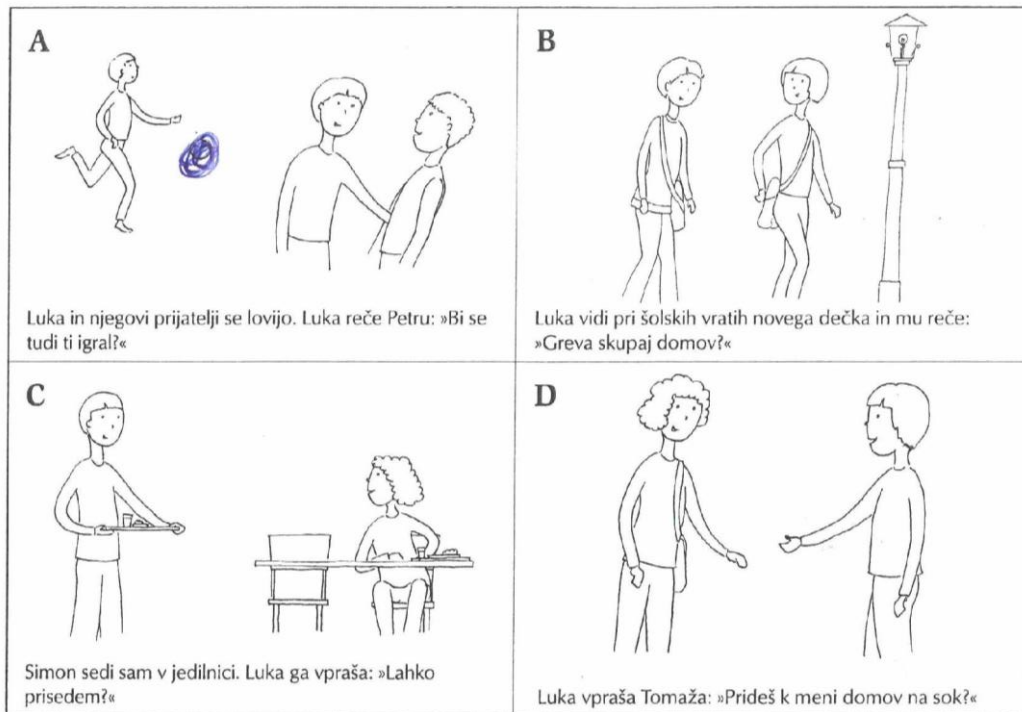 A
Luka in njegovi prijatelji se lovijo. Luka reče Petru: »Bi se
tudi ti igral?«
B
Luka vidi pri šolskih vratih novega dečka in mu reče:
»Greva skupaj domov?«
C
Simon sedi sam v jedilnici. Luka ga vpraša: »Lahko
prisedem?«
D
Luka vpraša Tomaža: »Prideš k meni domov na sok?«